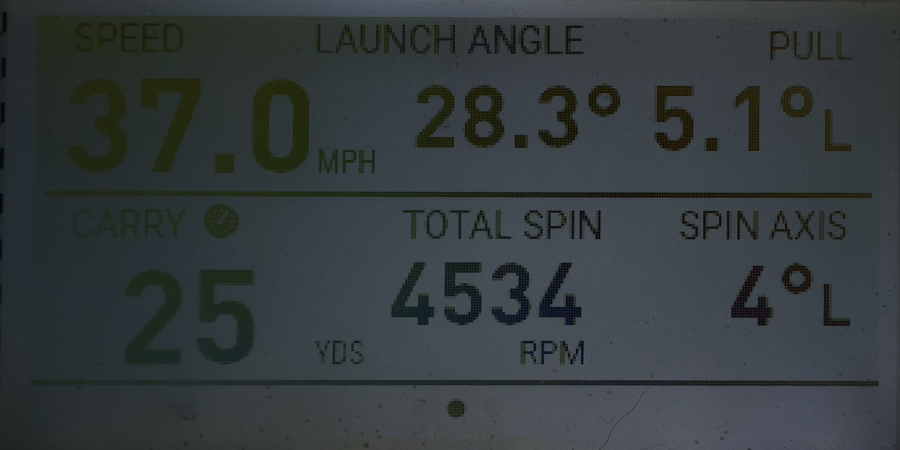 SPEED LAUNCH ANGLE PULL
37.0 MPH 28.3° 5.1° L
CARRY TOTAL SPIN SPIN AXIS
25 YDS 4534 RPM 4° L